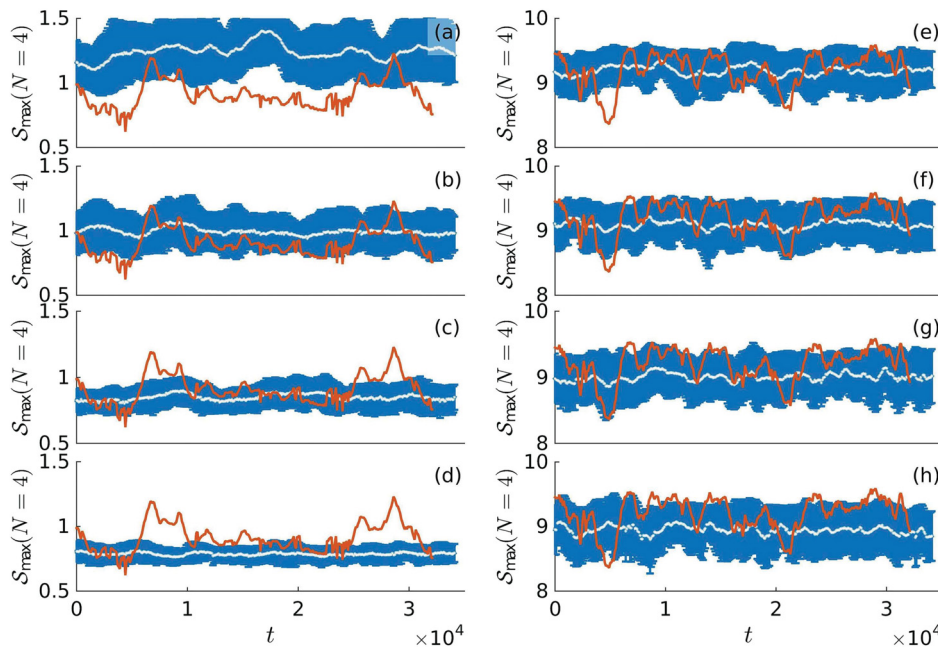 1.5
1
0.5
𝒮max(N = 4)
(a)
1.5
1
0.5
𝒮max(N = 4)
(b)
1.5
1
0.5
𝒮max(N = 4)
(c)
1.5
1
0.5
𝒮max(N = 4)
(d)
0
1
2
3
t
×10⁴
10
9
8
𝒮max(N = 4)
(e)
10
9
8
𝒮max(N = 4)
(f)
10
9
8
𝒮max(N = 4)
(g)
10
9
8
𝒮max(N = 4)
(h)
0
1
2
3
t
×10⁴